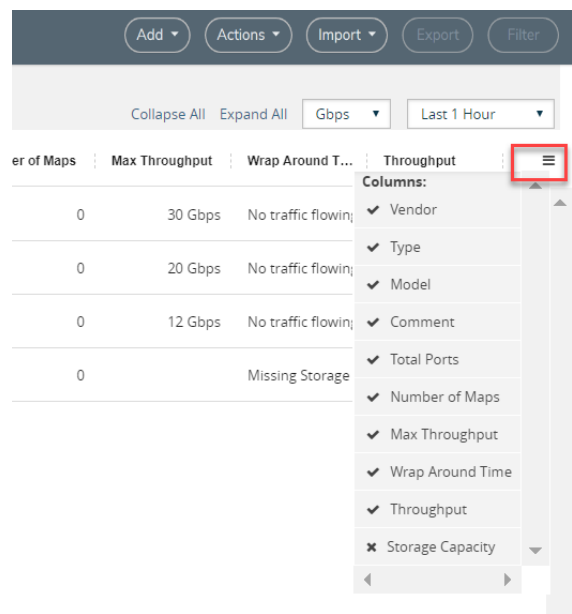 Add Actions Import Export Filter
Collapse All Expand All Gbps Last 1 Hour
er of Maps Max Throughput Wrap Around T... Throughput
Columns:
Vendor
0 30 Gbps No traffic flowing
Type
0 20 Gbps No traffic flowing
Model
0 12 Gbps No traffic flowing
Comment
Total Ports
0 Missing Storage
Number of Maps
Max Throughput
Wrap Around Time
Throughput
Storage Capacity